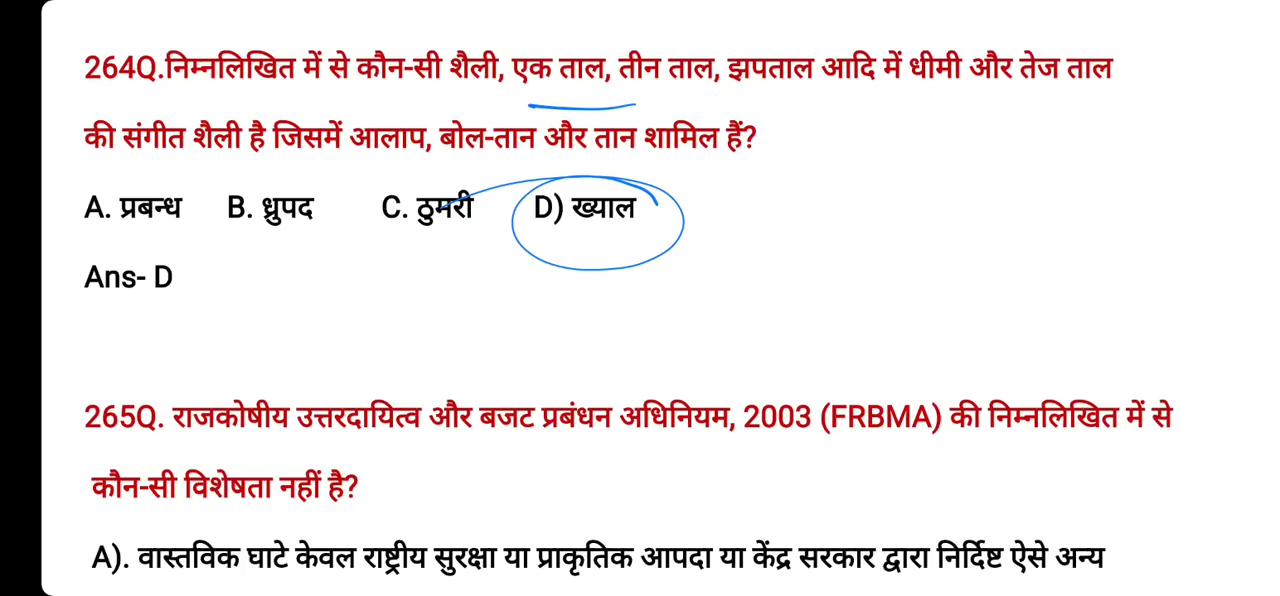 264Q.निम्नलिखित में से कौन-सी शैली, एक ताल, तीन ताल, झपताल आदि में धीमी और तेज ताल
की संगीत शैली है जिसमें आलाप, बोल-तान और तान शामिल हैं?
A. प्रबन्ध B. ध्रुपद C. ठुमरी D) ख्याल
Ans- D
265Q. राजकोषीय उत्तरदायित्व और बजट प्रबंधन अधिनियम, 2003 (FRBMA) की निम्नलिखित में से
कौन-सी विशेषता नहीं है?
A). वास्तविक घाटे केवल राष्ट्रीय सुरक्षा या प्राकृतिक आपदा या केंद्र सरकार द्वारा निर्दिष्ट ऐसे अन्य